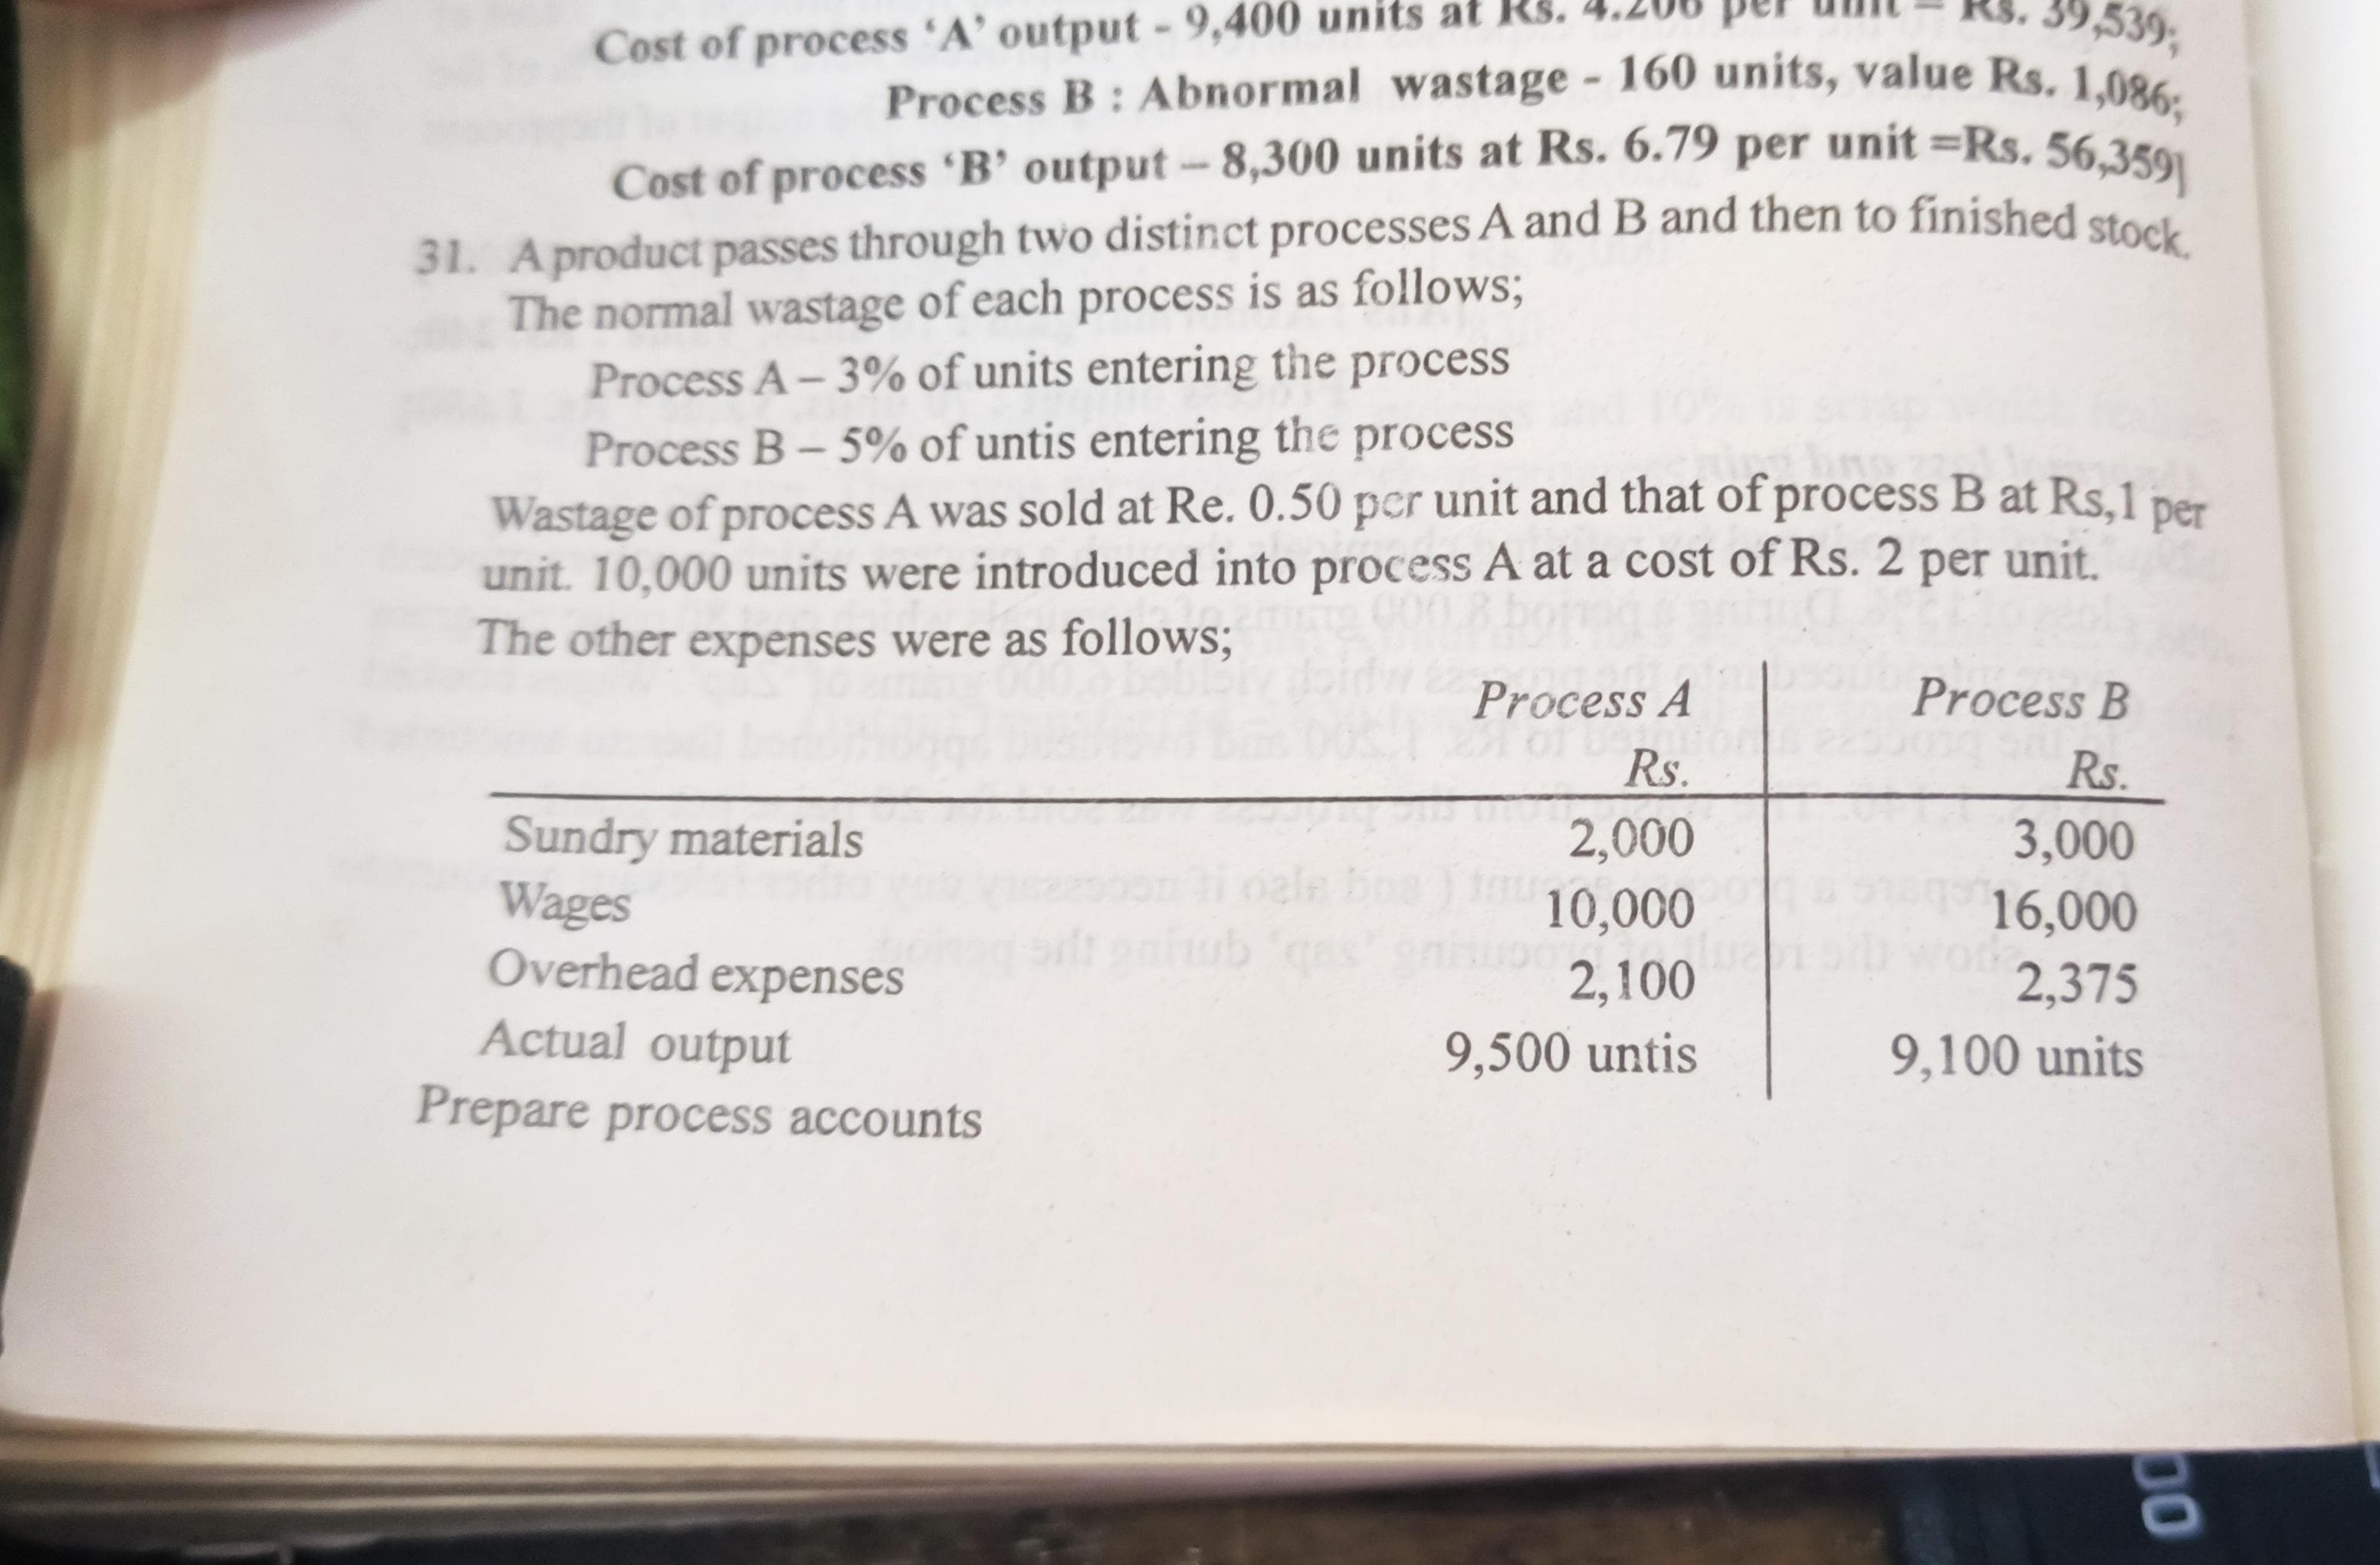 Cost of process ‘A’ output - 9,400 units at Rs. 4.206 per unit = Rs. 39,539;
Process B : Abnormal wastage - 160 units, value Rs. 1,086;
Cost of process ‘B’ output – 8,300 units at Rs. 6.79 per unit =Rs. 56,359]
31. A product passes through two distinct processes A and B and then to finished stock.
The normal wastage of each process is as follows;
Process A – 3% of units entering the process
Process B – 5% of untis entering the process
Wastage of process A was sold at Re. 0.50 per unit and that of process B at Rs,1 per
unit. 10,000 units were introduced into process A at a cost of Rs. 2 per unit.
The other expenses were as follows;
Process A Process B
Rs. Rs.
Sundry materials 2,000 3,000
Wages 10,000 16,000
Overhead expenses 2,100 2,375
Actual output 9,500 untis 9,100 units
Prepare process accounts
00